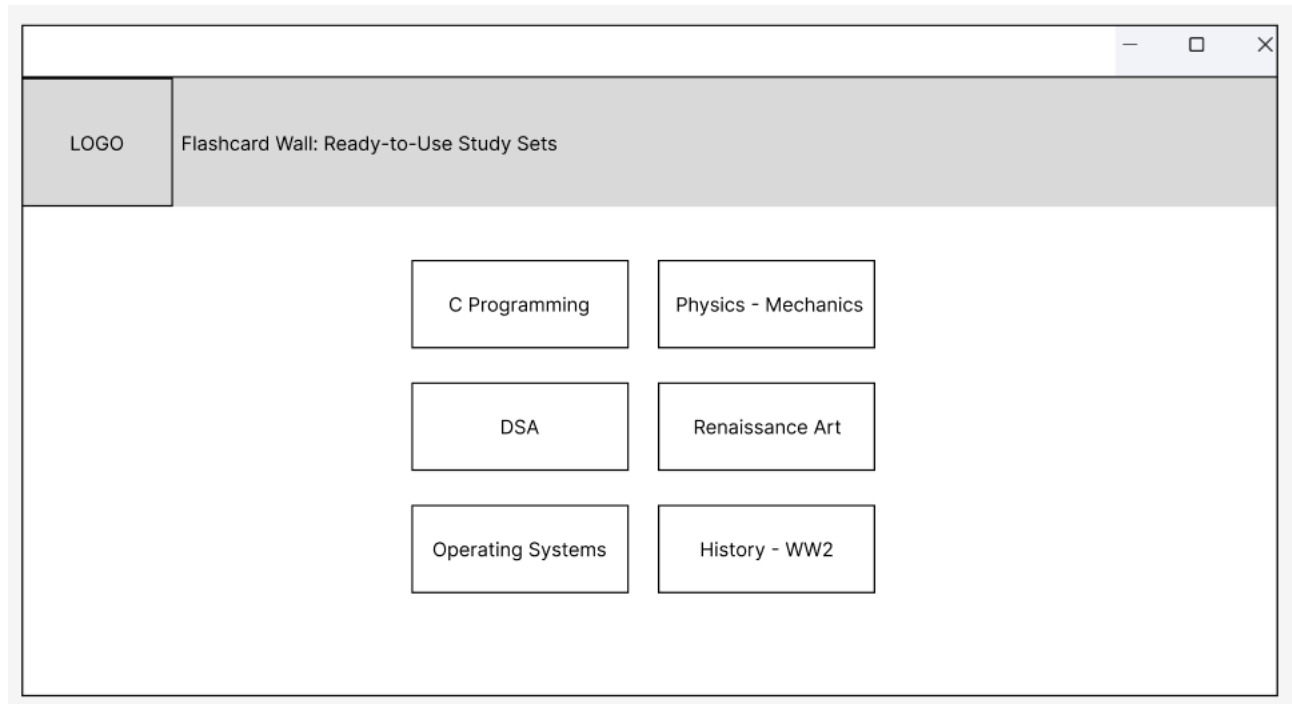 LOGO
Flashcard Wall: Ready-to-Use Study Sets
C Programming
Physics - Mechanics
DSA
Renaissance Art
Operating Systems
History - WW2